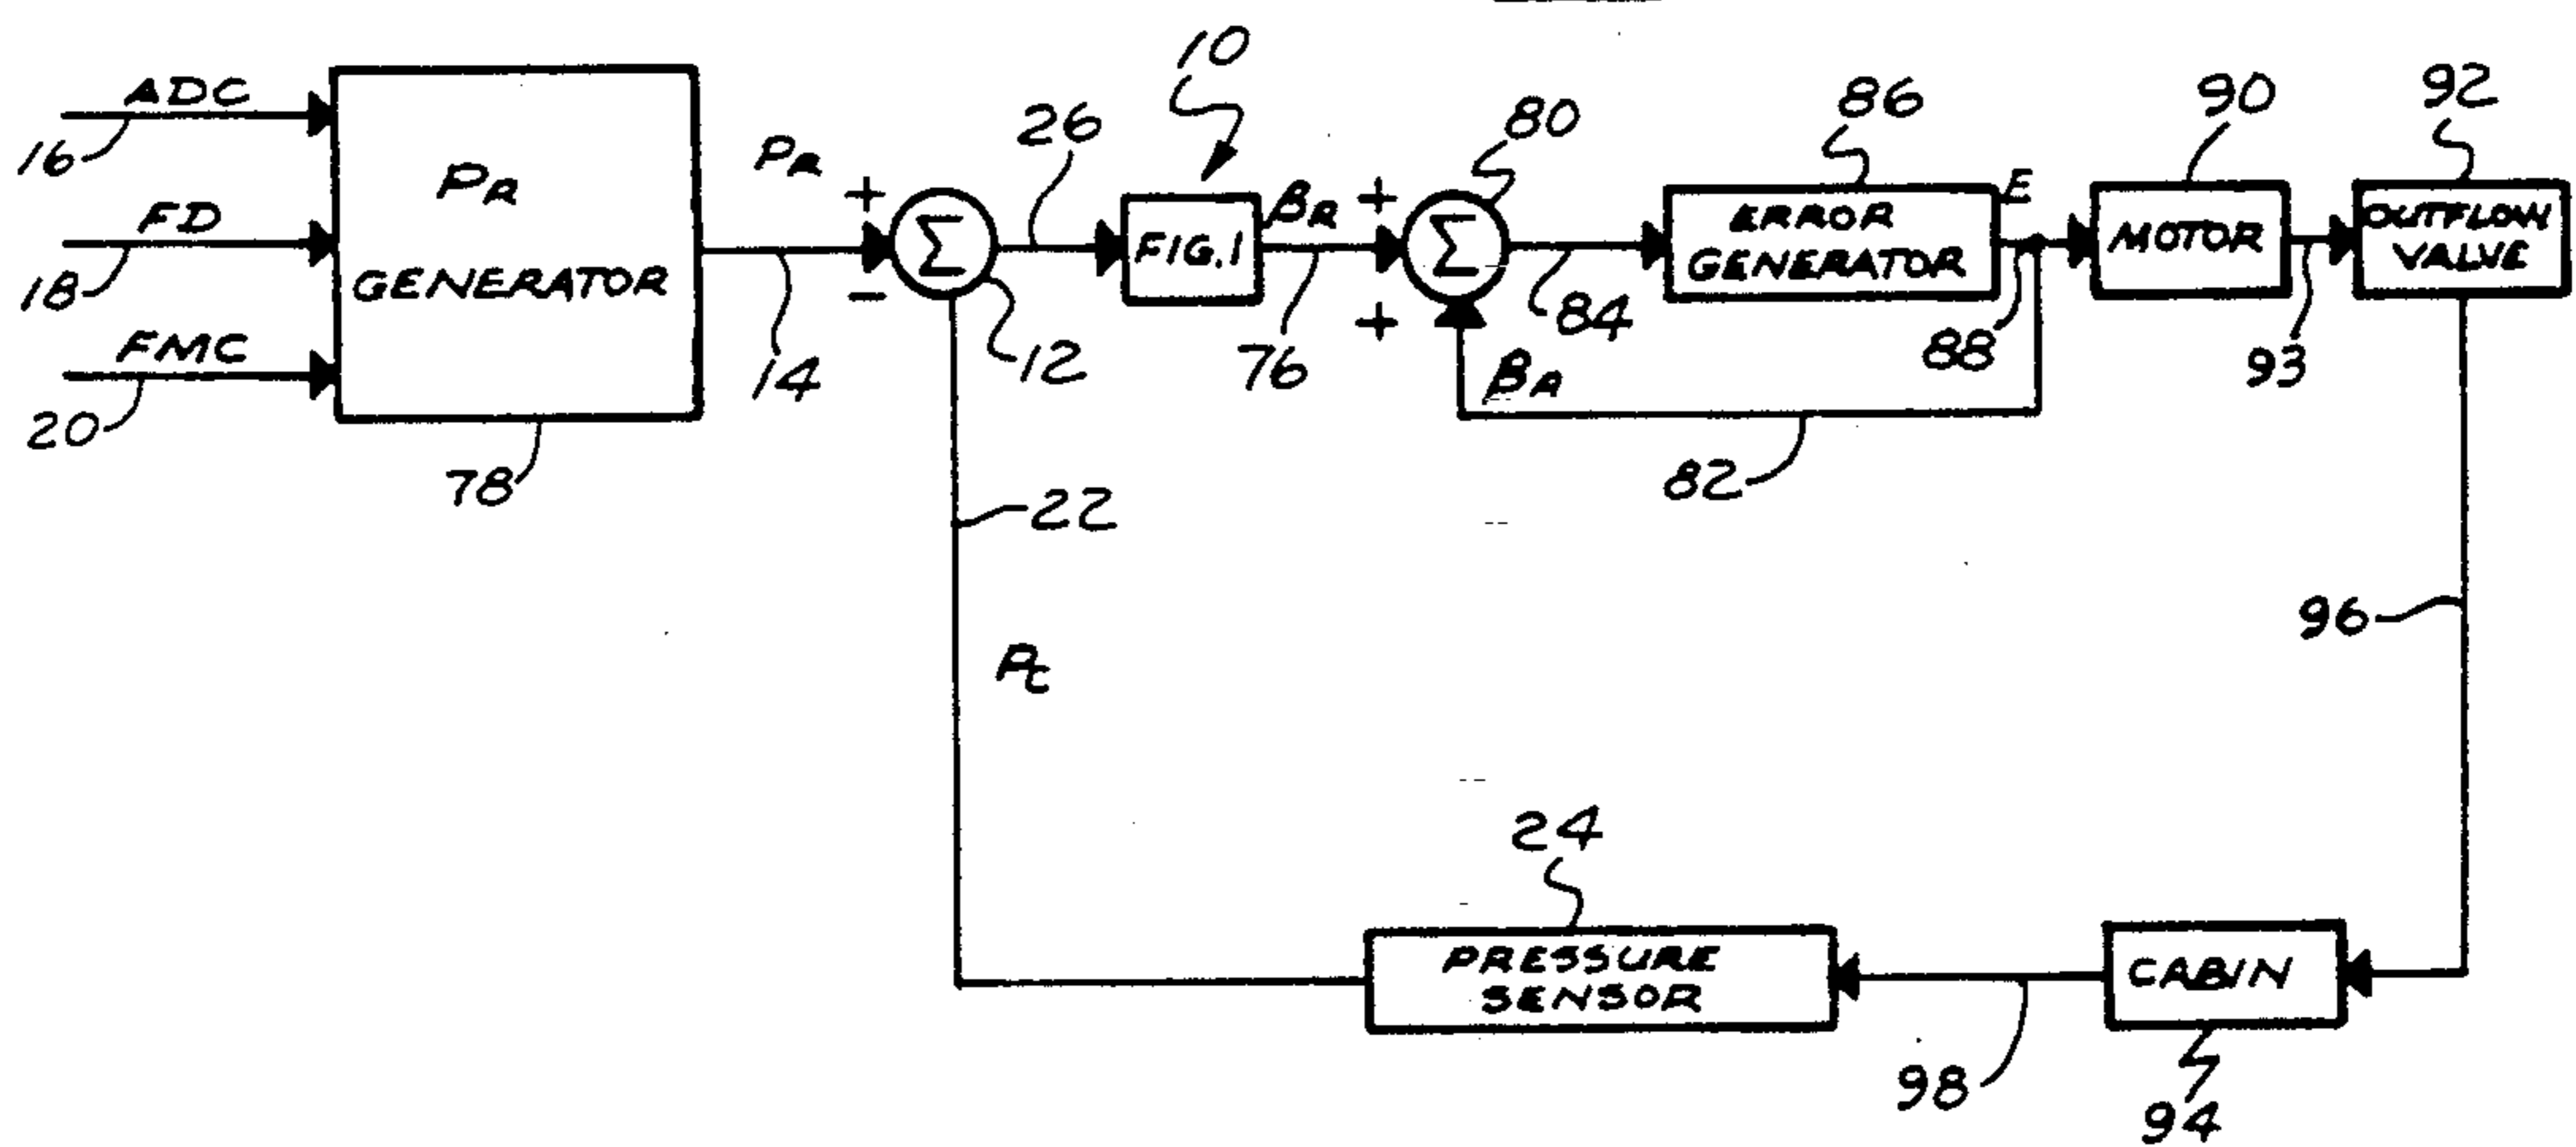 10
ADC
16
FD
18
FMC
20
PR
GENERATOR
78
PR
14
+
-
Σ
12
26
FIG. 1
βR
76
+
+
Σ
80
βA
82
84
ERROR
GENERATOR
86
E
88
MOTOR
90
93
OUTFLOW
VALVE
92
96
22
PC
24
PRESSURE
SENSOR
98
CABIN
94